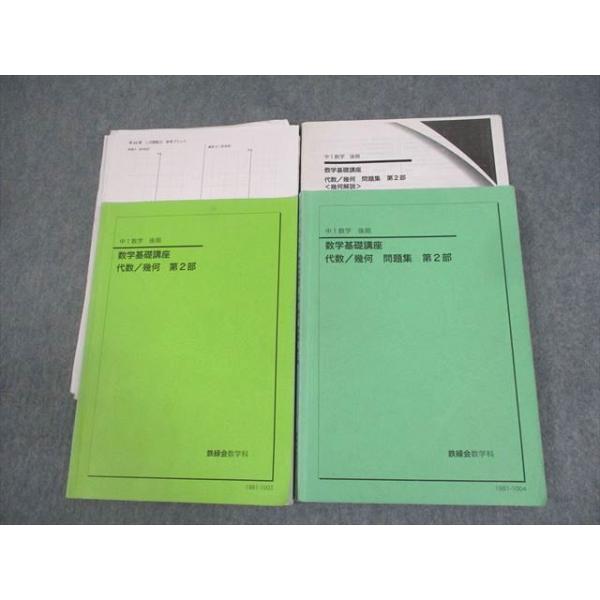 中1数学 後期
数学基礎講座
代数／幾何 問題集 第2部
＜幾何解説＞
中1数学 後期
数学基礎講座
代数／幾何 第2部
鉄緑会数学科
1981-1003
中1数学 後期
数学基礎講座
代数／幾何 問題集 第2部
鉄緑会数学科
1981-1004